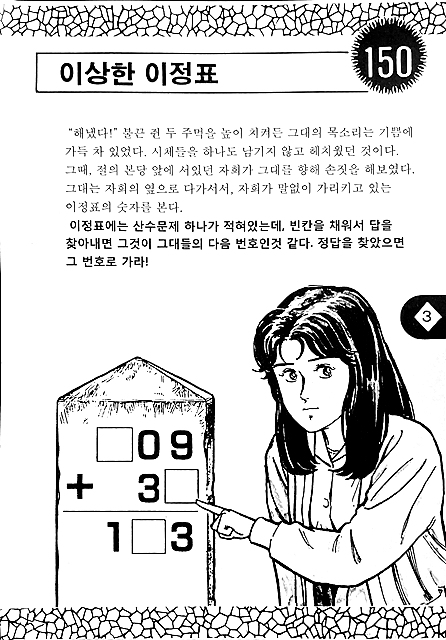 150
이상한 이정표
"해냈다!" 불끈 쥔 두 주먹을 높이 치켜든 그대의 목소리는 기쁨에
가득 차 있었다. 시체들을 하나도 남기지 않고 헤치웠던 것이다.
그때, 절의 본당 앞에 서있던 자희가 그대를 향해 손짓을 해보였다.
그대는 자희의 옆으로 다가서서, 자희가 말없이 가리키고 있는
이정표의 숫자를 본다.
이정표에는 산수문제 하나가 적혀있는데, 빈칸을 채워서 답을
찾아내면 그것이 그대들의 다음 번호인것 같다. 정답을 찾았으면
그 번호로 가라!
3
□09
+ 3□
1□3